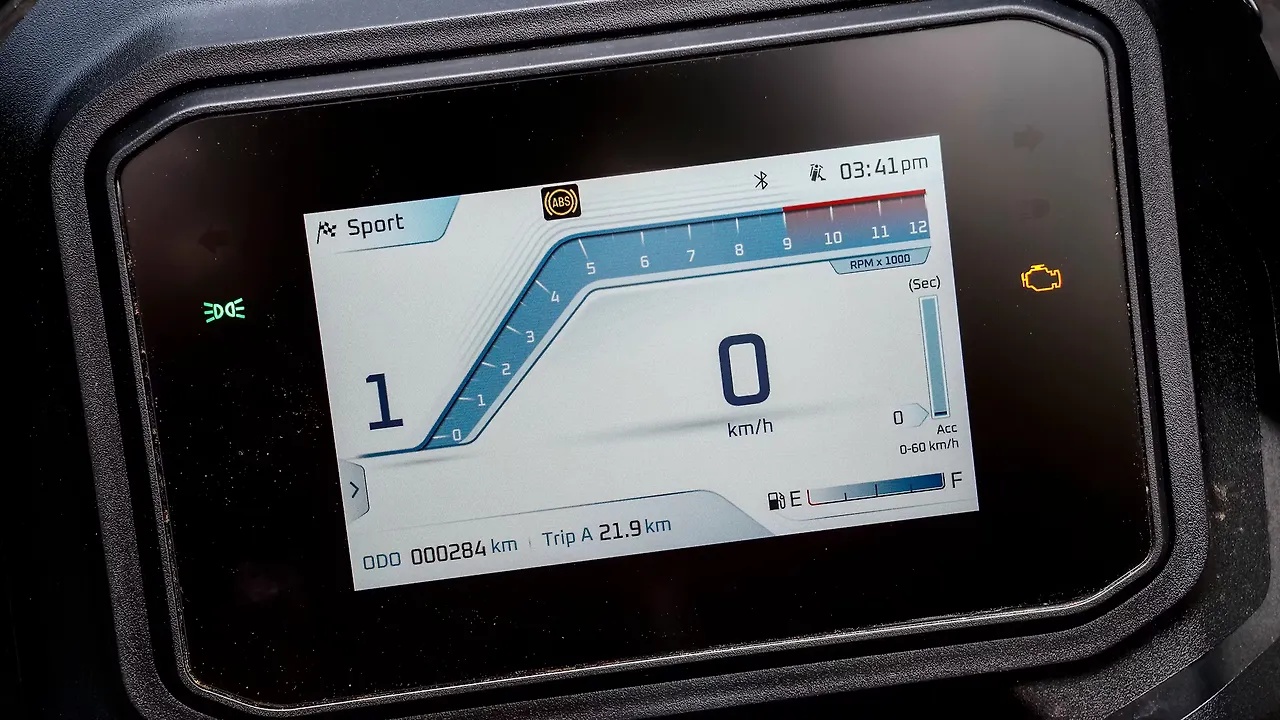 Sport
ABS
03:41pm
0 1 2 3 4 5 6 7 8 9 10 11 12
RPM x 1000
(Sec)
1
0
km/h
0
Acc
0-60 km/h
E F
ODO 000284 km Trip A 21.9 km